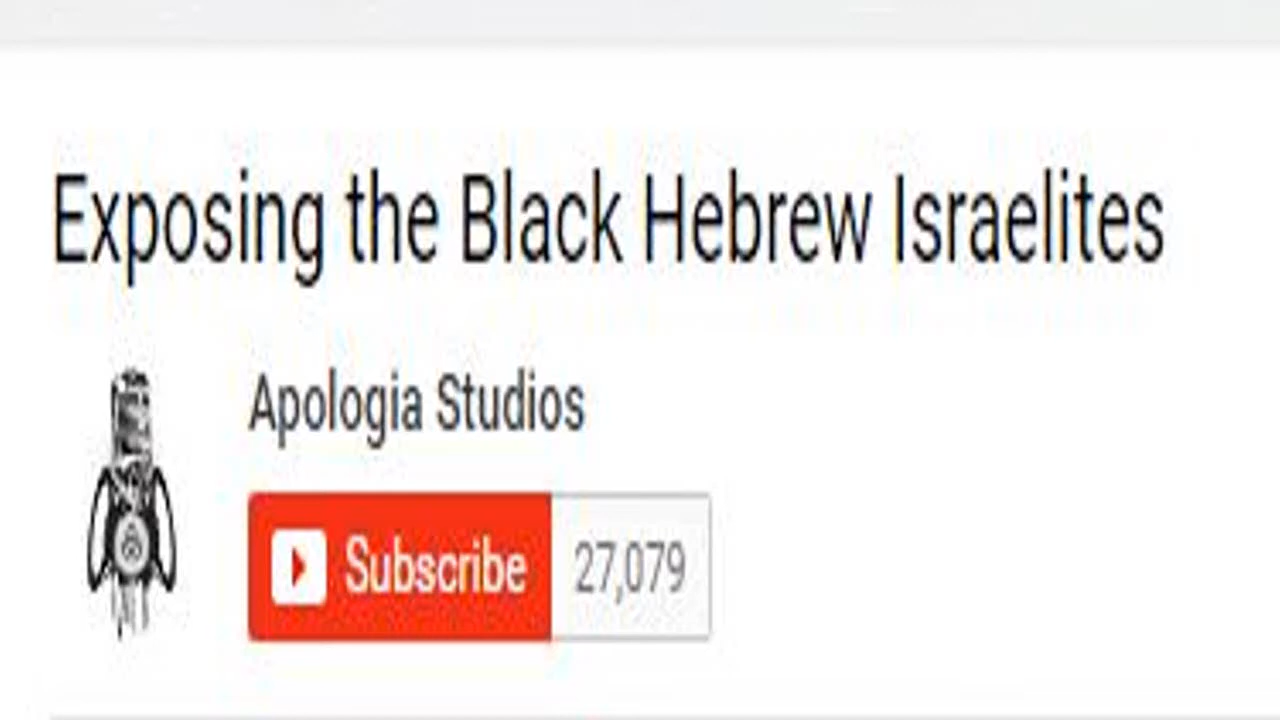 Exposing the Black Hebrew Israelites
Apologia Studios
Subscribe 27,079